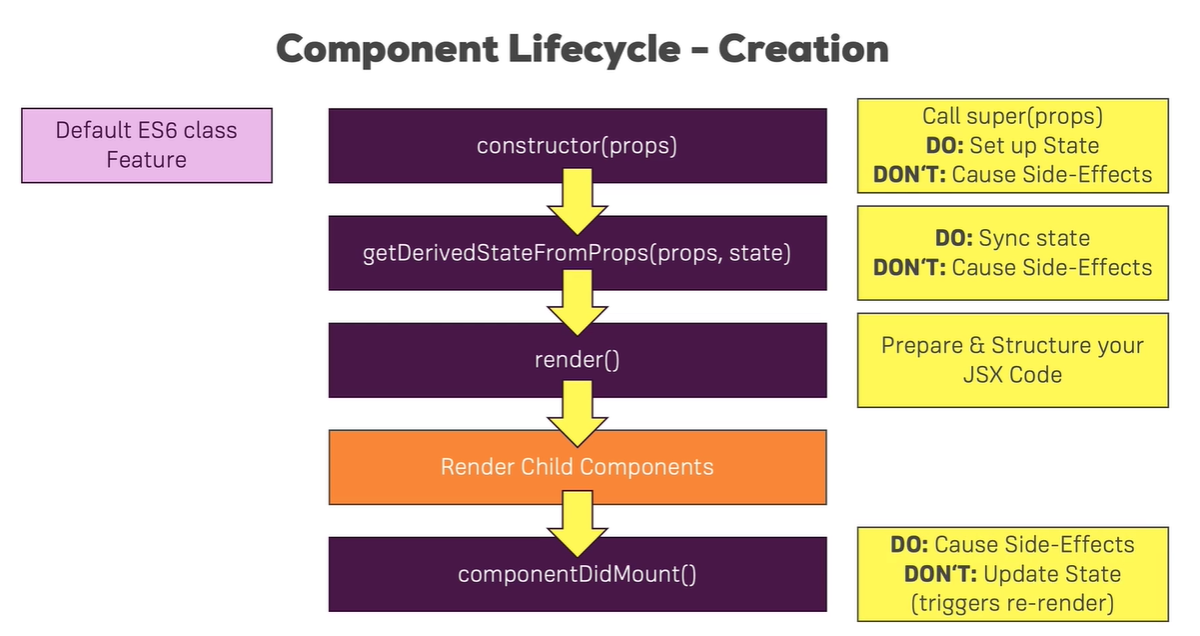 Component Lifecycle – Creation
Default ES6 class
Feature
constructor(props)
Call super(props)
DO: Set up State
DON‘T: Cause Side-Effects
getDerivedStateFromProps(props, state)
DO: Sync state
DON‘T: Cause Side-Effects
render()
Prepare & Structure your
JSX Code
Render Child Components
componentDidMount()
DO: Cause Side-Effects
DON‘T: Update State
(triggers re-render)